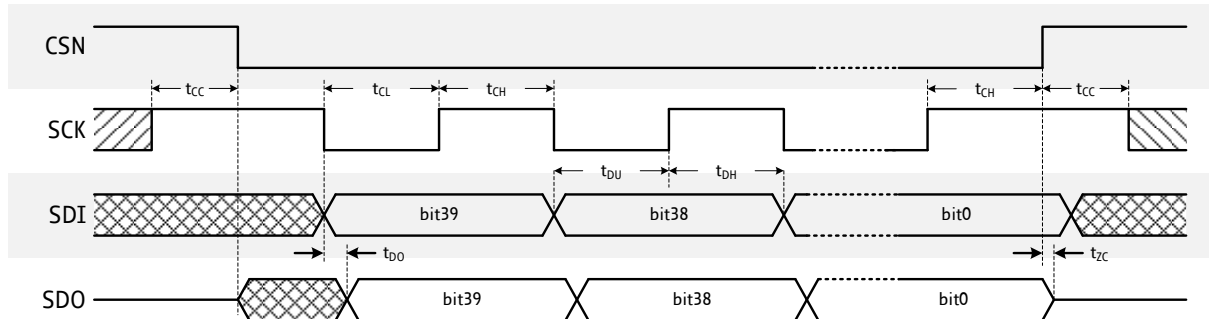 CSN
tCC tCL tCH tCH tCC
SCK
tDU tDH
SDI bit39 bit38 bit0
tDO tZC
SDO bit39 bit38 bit0